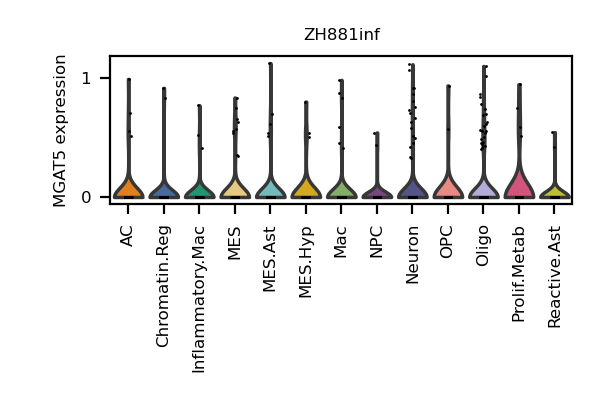 ZH881inf
MGAT5 expression
1
0
AC
Chromatin.Reg
Inflammatory.Mac
MES
MES.Ast
MES.Hyp
Mac
NPC
Neuron
OPC
Oligo
Prolif.Metab
Reactive.Ast